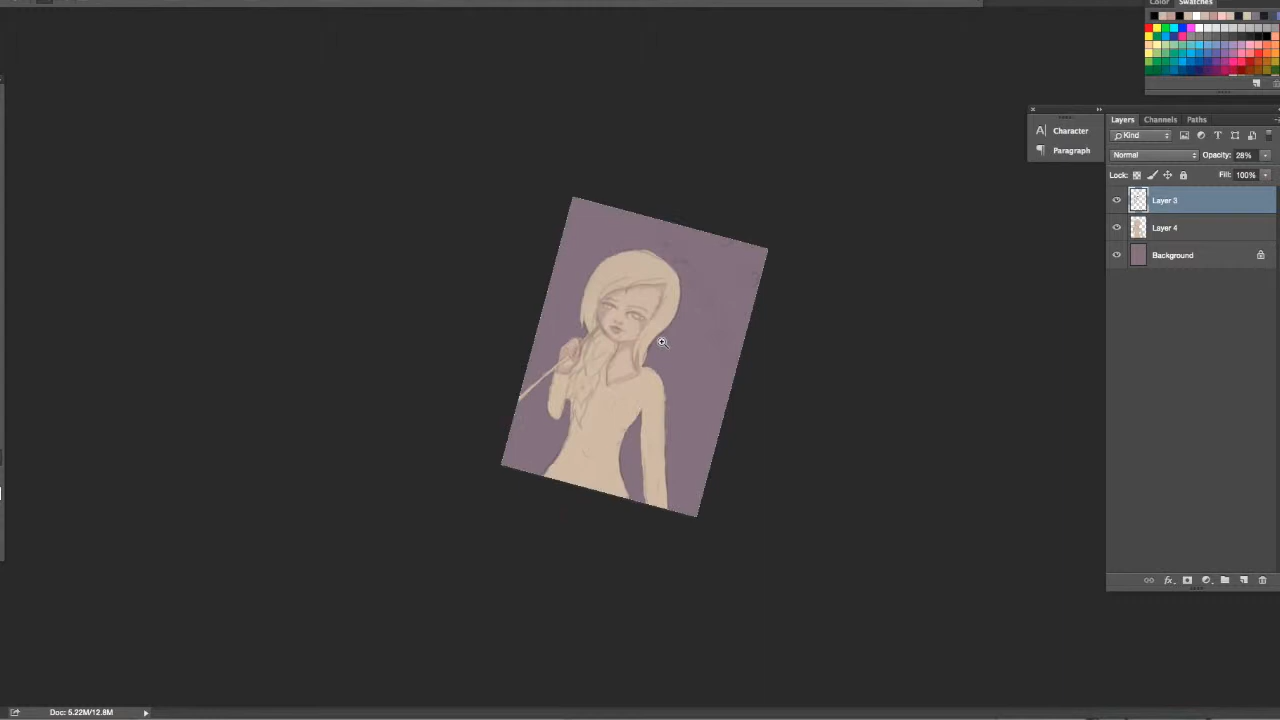 Color Swatches
Character
Paragraph
Layers Channels Paths
Kind
Normal Opacity: 28%
Lock: Fill: 100%
Layer 3
Layer 4
Background
fx
Doc: 5.22M/12.8M